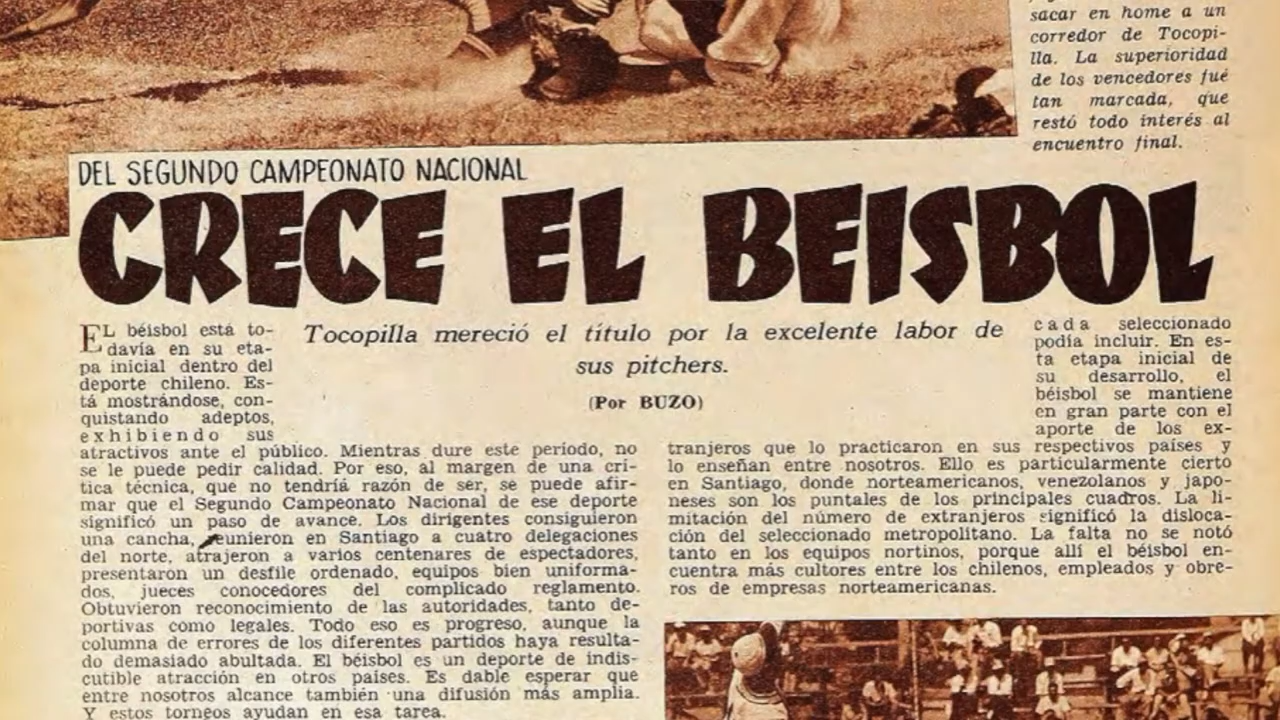 sacar en home a un
corredor de Tocopi-
lla. La superioridad
de los vencedores fué
tan marcada, que
restó todo interés al
encuentro final.
DEL SEGUNDO CAMPEONATO NACIONAL
CRECE EL BEISBOL
Tocopilla mereció el título por la excelente labor de
sus pitchers.
(Por BUZO)
EL béisbol está to-
davía en su eta-
pa inicial dentro del
deporte chileno. Es-
tá mostrándose, con-
quistando adeptos,
exhibiendo sus
atractivos ante el público. Mientras dure este período, no
se le puede pedir calidad. Por eso, al margen de una crí-
tica técnica, que no tendría razón de ser, se puede afir-
mar que el Segundo Campeonato Nacional de ese deporte
significó un paso de avance. Los dirigentes consiguieron
una cancha, eunieron en Santiago a cuatro delegaciones
del norte, atrajeron a varios centenares de espectadores,
presentaron un desfile ordenado, equipos bien uniforma-
dos, jueces conocedores del complicado reglamento.
Obtuvieron reconocimiento de las autoridades, tanto de-
portivas como legales. Todo eso es progreso, aunque la
columna de errores de los diferentes partidos haya resulta-
do demasiado abultada. El béisbol es un deporte de indis-
cutible atracción en otros países. Es dable esperar que
entre nosotros alcance también una difusión más amplia.
Y estos torneos ayudan en esa tarea.
cada seleccionado
podía incluir. En es-
ta etapa inicial de
su desarrollo, el
béisbol se mantiene
en gran parte con el
aporte de los ex-
tranjeros que lo practicaron en sus respectivos países y
lo enseñan entre nosotros. Ello es particularmente cierto
en Santiago, donde norteamericanos, venezolanos y japo-
neses son los puntales de los principales cuadros. La li-
mitación del número de extranjeros significó la disloca-
ción del seleccionado metropolitano. La falta no se notó
tanto en los equipos nortinos, porque allí el béisbol en-
cuentra más cultores entre los chilenos, empleados y obre-
ros de empresas norteamericanas.